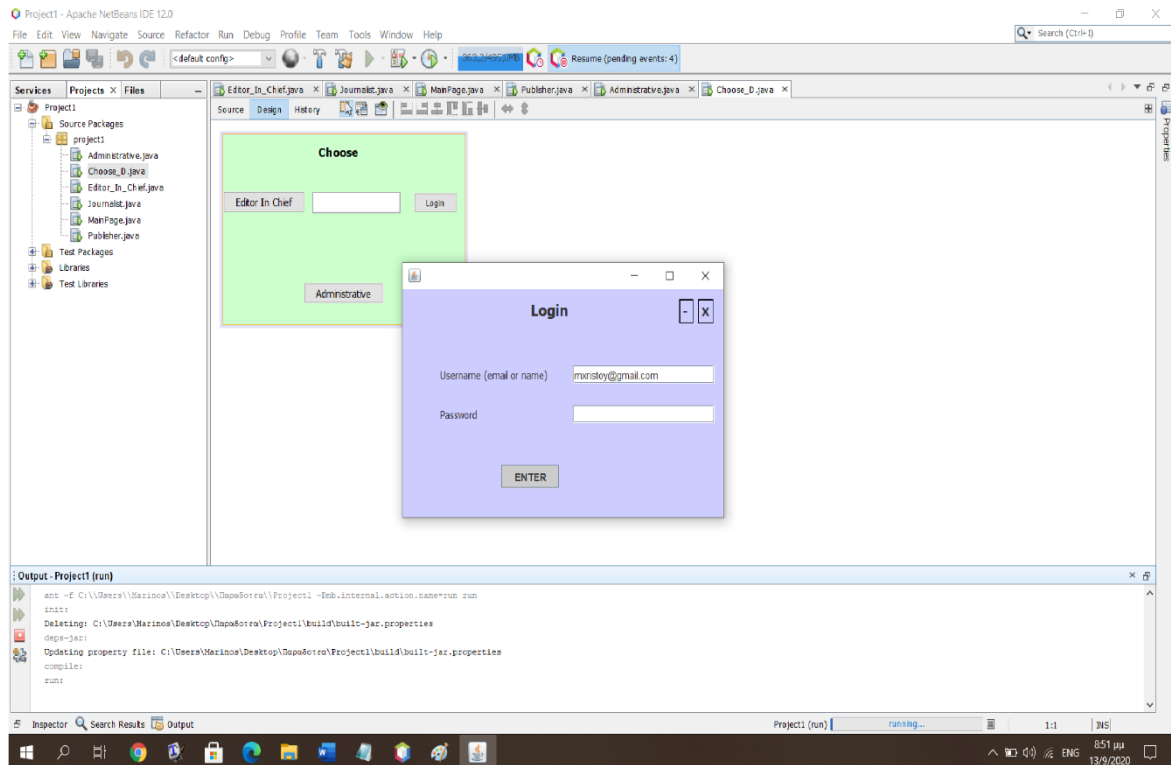 Project1 - Apache NetBeans IDE 12.0
File Edit View Navigate Source Refactor Run Debug Profile Team Tools Window Help
Search (Ctrl+I)
<default config>
Resume (pending events: 4)
Services Projects X Files
Editor_In_Chief.java Journalist.java MainPage.java Publisher.java Administrative.java Choose_D.java
Source Design History
Properties
Project1
Source Packages
project1
Administrative.java
Choose_D.java
Editor_In_Chief.java
Journalist.java
MainPage.java
Publisher.java
Test Packages
Libraries
Test Libraries
Choose
Editor In Chief
Login
Administrative
Login
- X
Username (email or name)
mxristoy@gmail.com
Password
ENTER
Output - Project1 (run)
ant -f C:\\Users\\Marinos\\Desktop\\Παραδοτεα\\Project1 -Dnb.internal.action.name=run run
init:
Deleting: C:\Users\Marinos\Desktop\Παραδοτεα\Project1\build\built-jar.properties
deps-jar:
Updating property file: C:\Users\Marinos\Desktop\Παραδοτεα\Project1\build\built-jar.properties
compile:
run:
Inspector Search Results Output
Project1 (run) running... 1:1 INS
ENG
8:51 μμ
13/9/2020